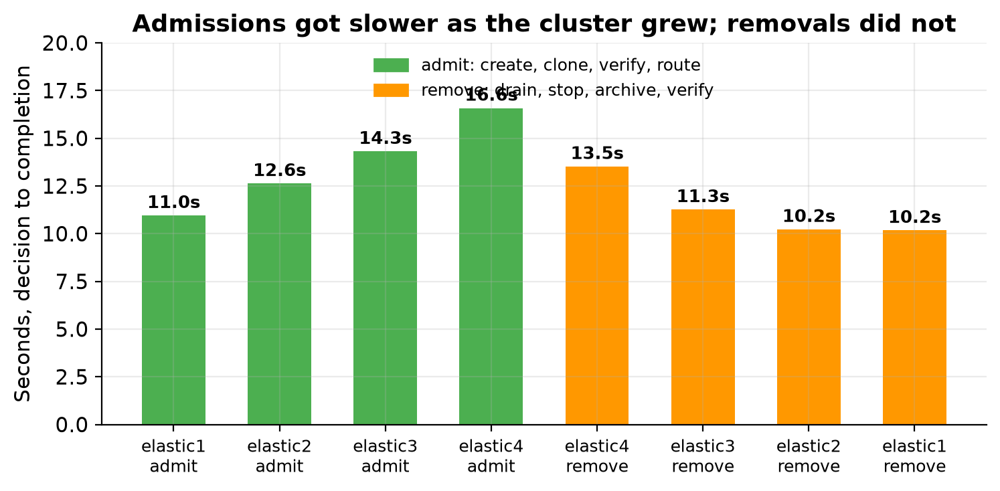 Admissions got slower as the cluster grew; removals did not
Seconds, decision to completion
20.0
17.5
15.0
12.5
10.0
7.5
5.0
2.5
0.0
admit: create, clone, verify, route
remove: drain, stop, archive, verify
11.0s
12.6s
14.3s
16.6s
13.5s
11.3s
10.2s
10.2s
elastic1
admit
elastic2
admit
elastic3
admit
elastic4
admit
elastic4
remove
elastic3
remove
elastic2
remove
elastic1
remove